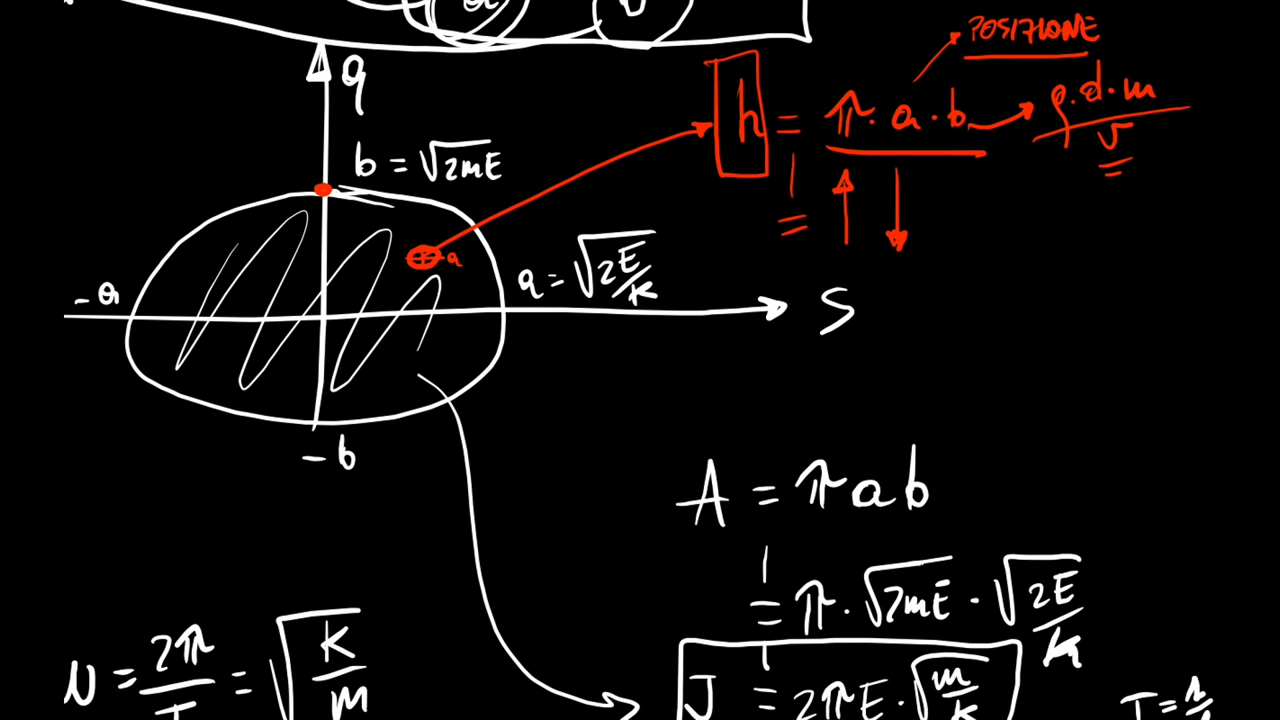 POSIZIONE
q
h = π · a · b
q.d.m
v
b = √2mE
=
a
a = √2E/K
- a
S
- b
A = πab
= π · √2mE · √2E/k
N = 2π/T = √K/m
J = 2πE · √m/K